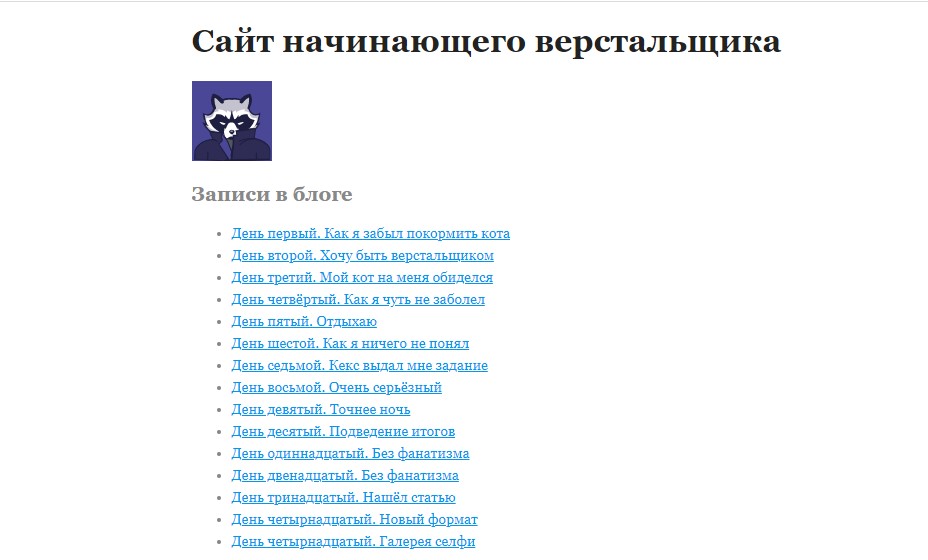 Сайт начинающего верстальщика
Записи в блоге
День первый. Как я забыл покормить кота
День второй. Хочу быть верстальщиком
День третий. Мой кот на меня обиделся
День четвёртый. Как я чуть не заболел
День пятый. Отдыхаю
День шестой. Как я ничего не понял
День седьмой. Кекс выдал мне задание
День восьмой. Очень серьёзный
День девятый. Точнее ночь
День десятый. Подведение итогов
День одиннадцатый. Без фанатизма
День двенадцатый. Без фанатизма
День тринадцатый. Нашёл статью
День четырнадцатый. Новый формат
День четырнадцатый. Галерея селфи